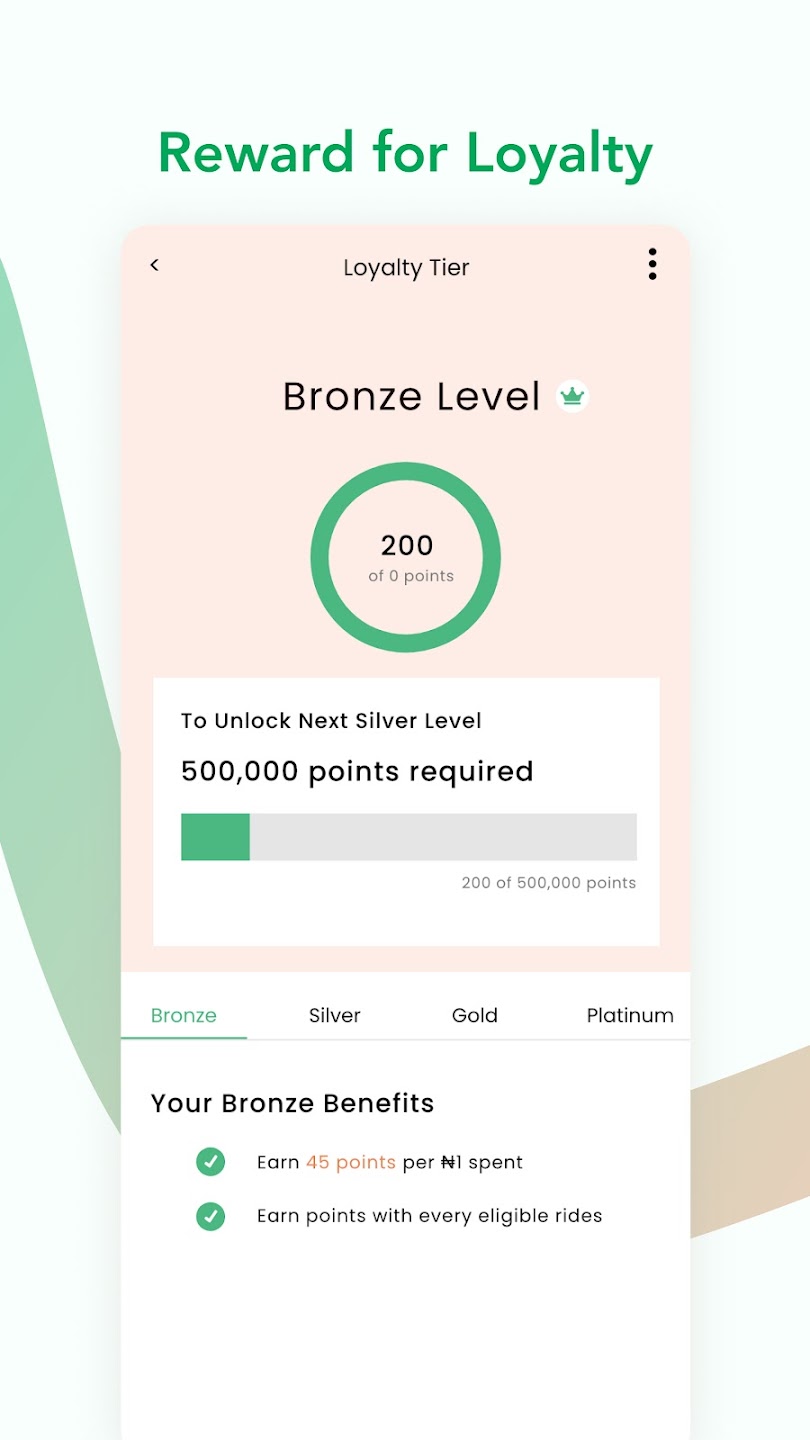 Reward for Loyalty
Loyalty Tier
Bronze Level
200
of 0 points
To Unlock Next Silver Level
500,000 points required
200 of 500,000 points
Bronze Silver Gold Platinum
Your Bronze Benefits
Earn 45 points per ₦1 spent
Earn points with every eligible rides